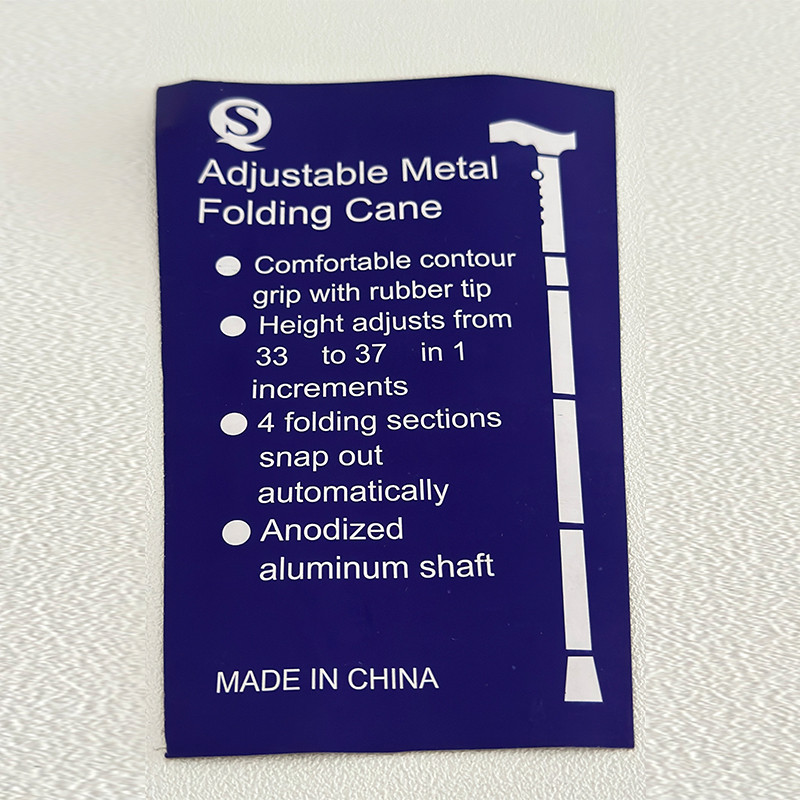 SQ
Adjustable Metal
Folding Cane
Comfortable contour
grip with rubber tip
Height adjusts from
33 to 37 in 1
increments
4 folding sections
snap out
automatically
Anodized
aluminum shaft
MADE IN CHINA